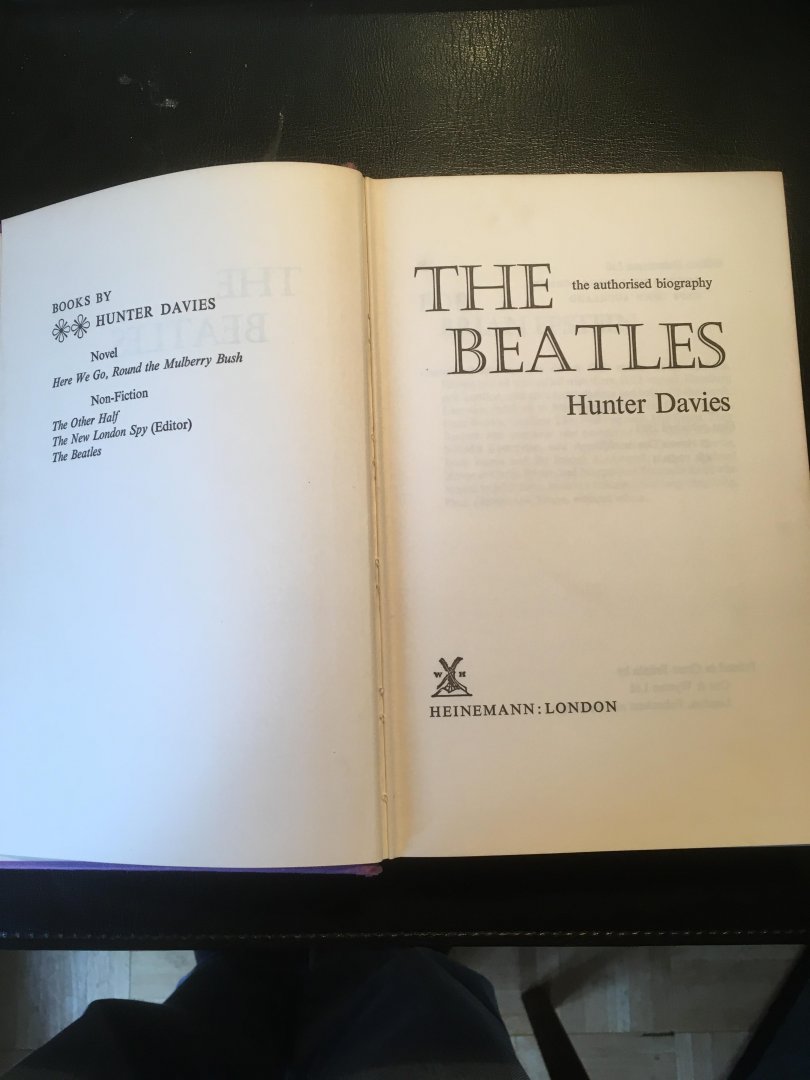 BOOKS BY
HUNTER DAVIES
Novel
Here We Go, Round the Mulberry Bush
Non-Fiction
The Other Half
The New London Spy (Editor)
The Beatles
THE the authorised biography
BEATLES
Hunter Davies
W H
HEINEMANN:LONDON